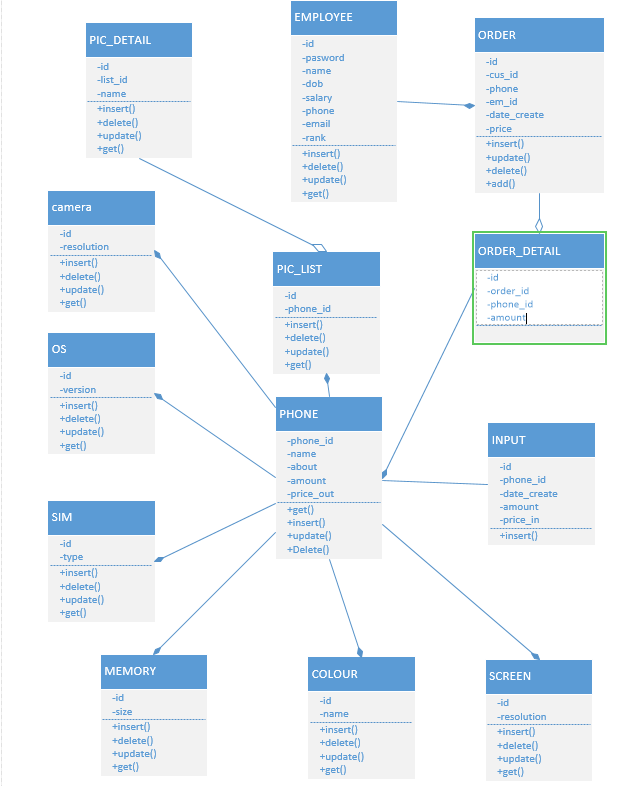 PIC_DETAIL
-id
-list_id
-name
+insert()
+delete()
+update()
+get()
EMPLOYEE
-id
-pasword
-name
-dob
-salary
-phone
-email
-rank
+insert()
+delete()
+update()
+get()
ORDER
-id
-cus_id
-phone
-em_id
-date_create
-price
+insert()
+update()
+delete()
+add()
camera
-id
-resolution
+insert()
+delete()
+update()
+get()
PIC_LIST
-id
-phone_id
+insert()
+delete()
+update()
+get()
ORDER_DETAIL
-id
-order_id
-phone_id
-amount
OS
-id
-version
+insert()
+delete()
+update()
+get()
PHONE
-phone_id
-name
-about
-amount
-price_out
+get()
+insert()
+update()
+Delete()
INPUT
-id
-phone_id
-date_create
-amount
-price_in
+insert()
SIM
-id
-type
+insert()
+delete()
+update()
+get()
MEMORY
-id
-size
+insert()
+delete()
+update()
+get()
COLOUR
-id
-name
+insert()
+delete()
+update()
+get()
SCREEN
-id
-resolution
+insert()
+delete()
+update()
+get()